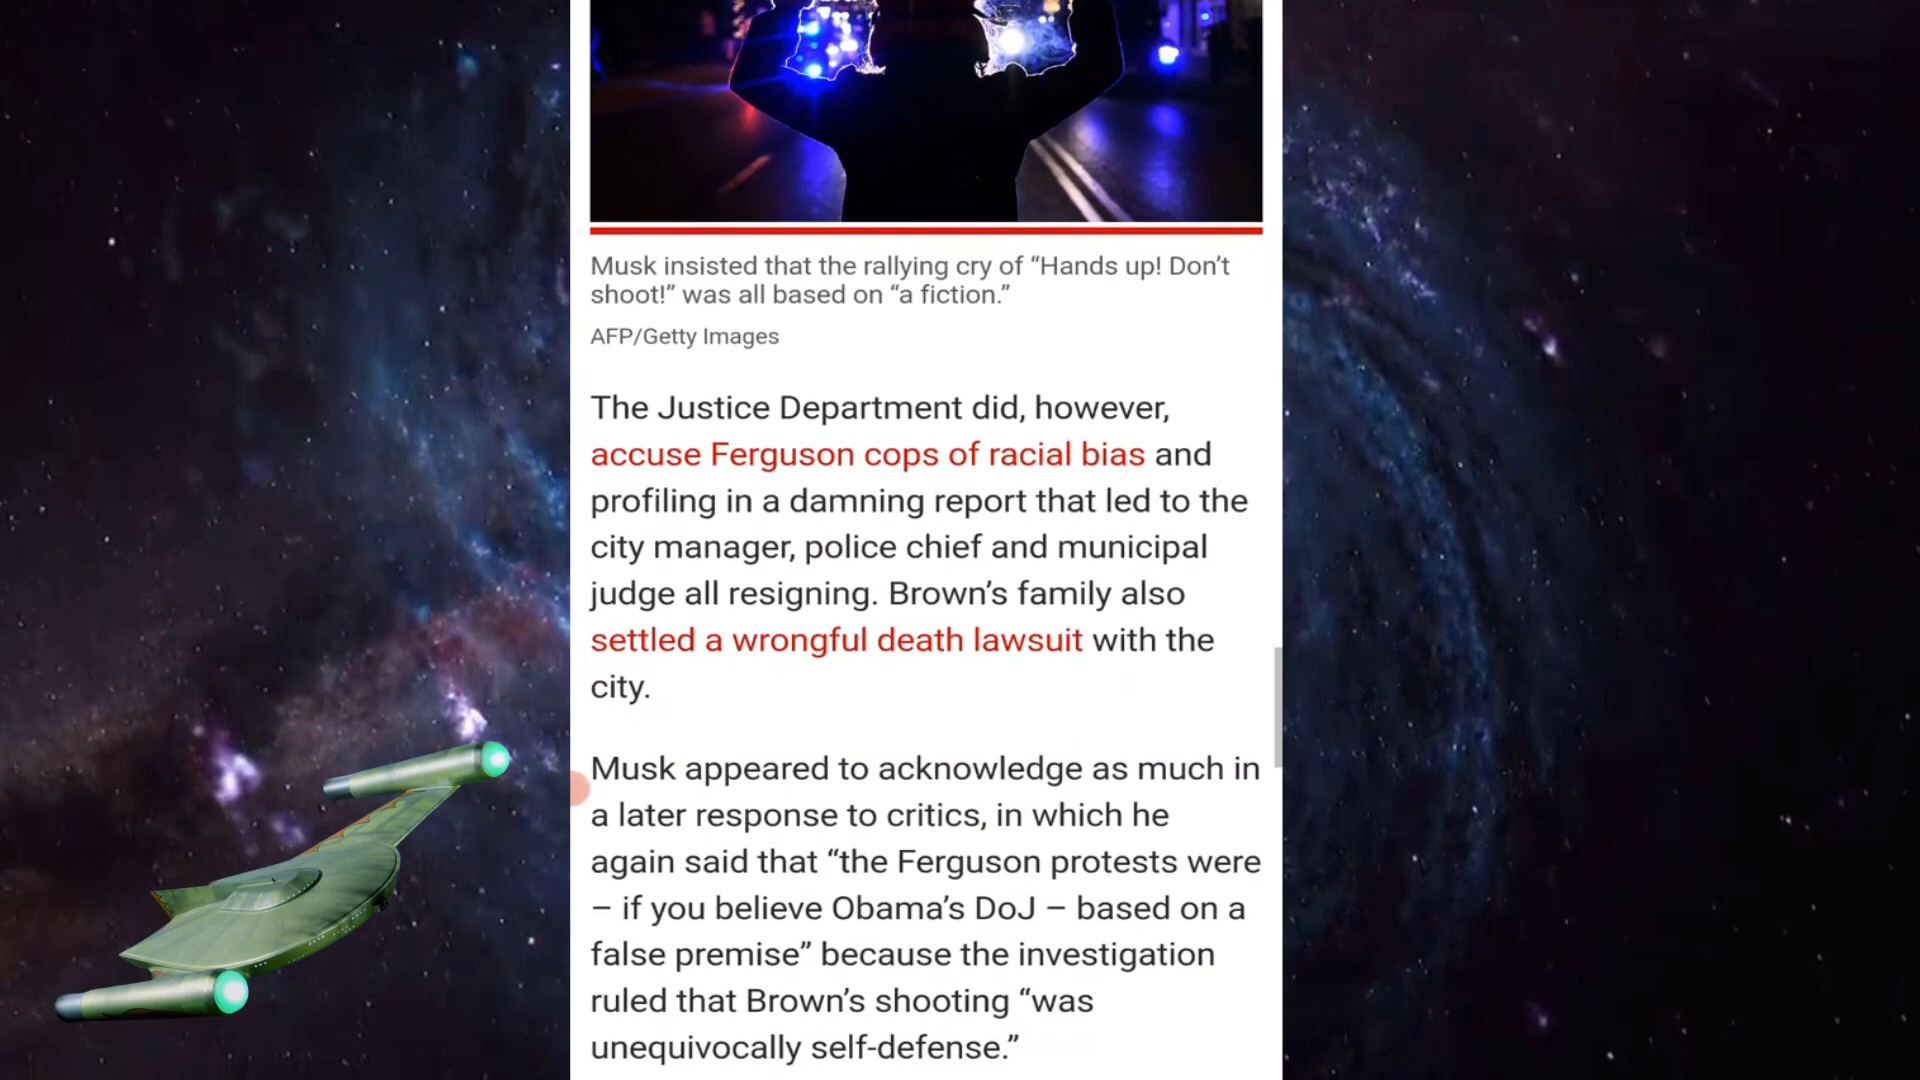 Musk insisted that the rallying cry of “Hands up! Don’t
shoot!” was all based on “a fiction.”
AFP/Getty Images
The Justice Department did, however,
accuse Ferguson cops of racial bias and
profiling in a damning report that led to the
city manager, police chief and municipal
judge all resigning. Brown’s family also
settled a wrongful death lawsuit with the
city.
Musk appeared to acknowledge as much in
a later response to critics, in which he
again said that “the Ferguson protests were
– if you believe Obama’s DoJ – based on a
false premise” because the investigation
ruled that Brown’s shooting “was
unequivocally self-defense.”